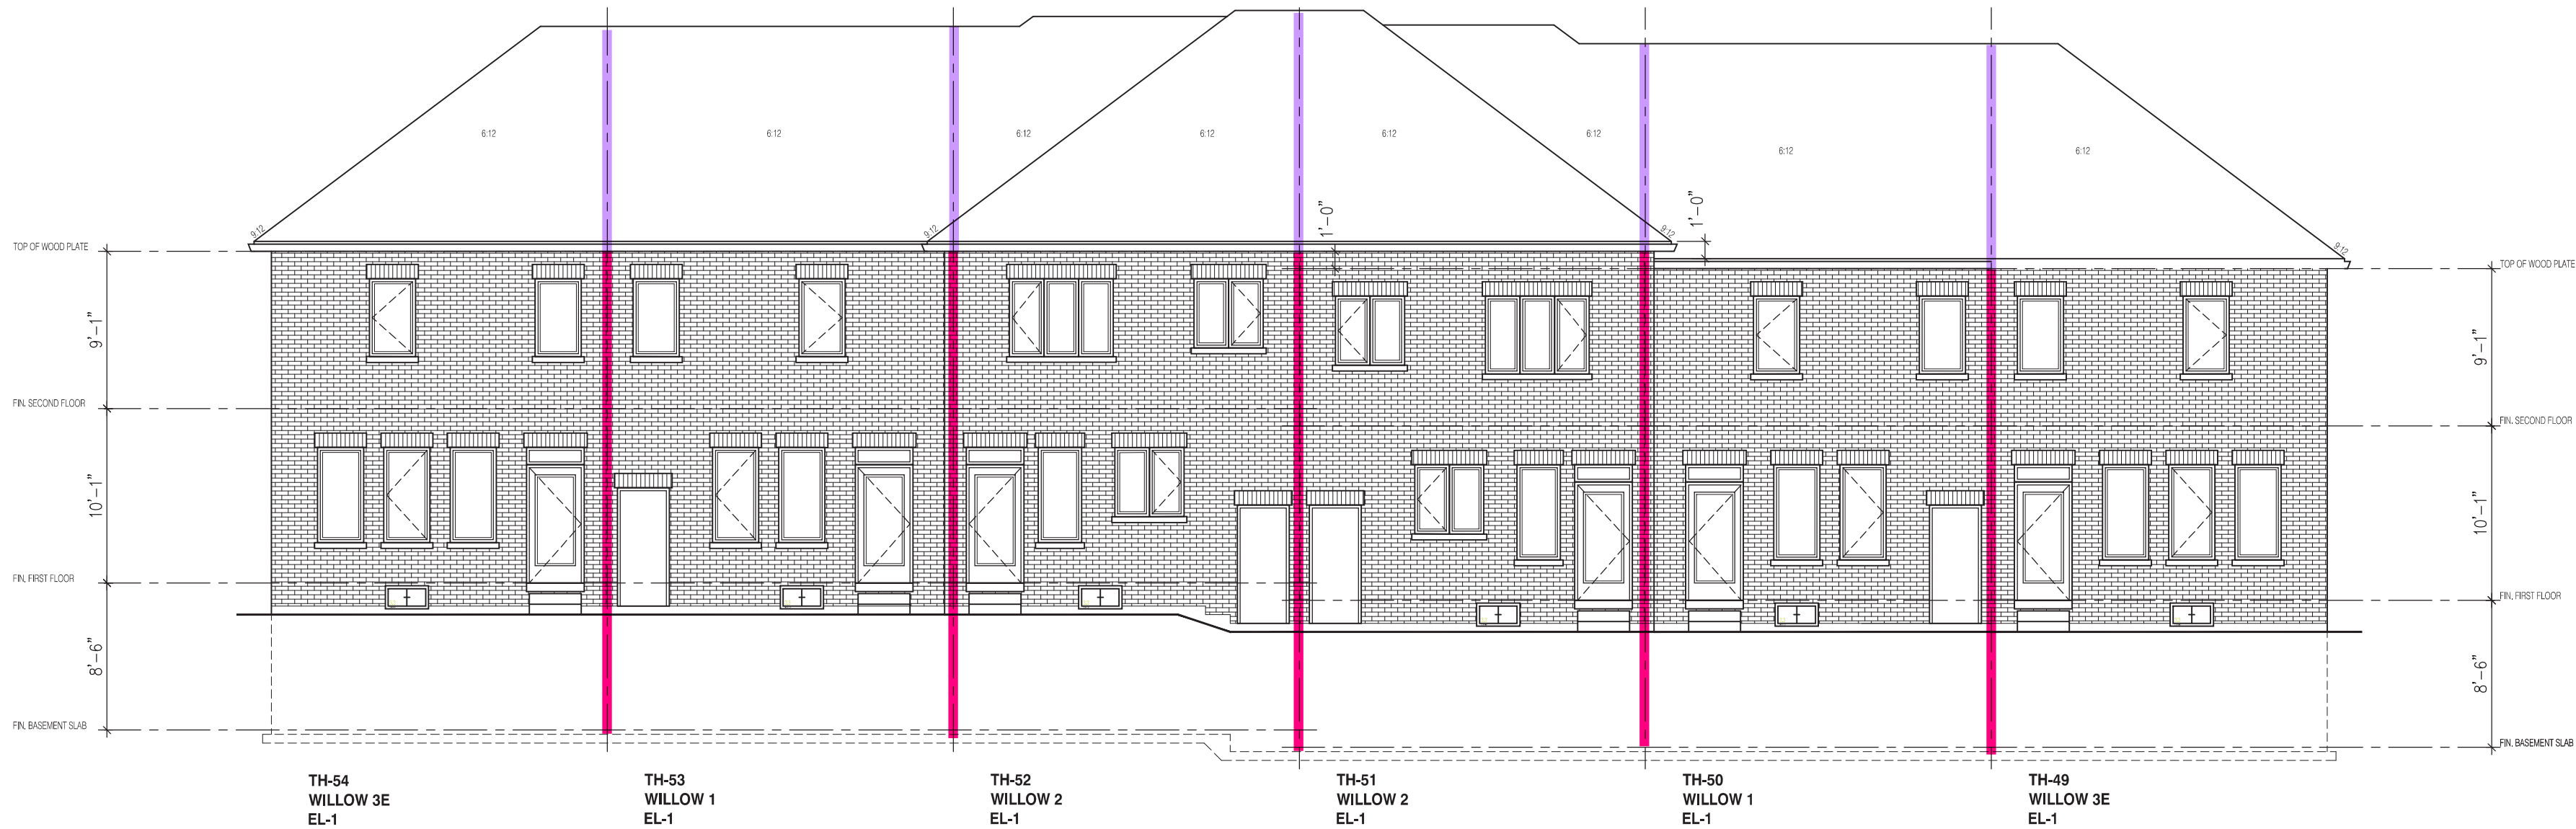 6:12
6:12
6:12
6:12
6:12
6:12
6:12
6:12
9:12
9:12
9:12
9:12
1'-0"
1'-0"
TOP OF WOOD PLATE
9'-1"
FIN. SECOND FLOOR
10'-1"
FIN. FIRST FLOOR
8'-6"
FIN. BASEMENT SLAB
TOP OF WOOD PLATE
9'-1"
FIN. SECOND FLOOR
10'-1"
FIN. FIRST FLOOR
8'-6"
FIN. BASEMENT SLAB
TH-54
WILLOW 3E
EL-1
TH-53
WILLOW 1
EL-1
TH-52
WILLOW 2
EL-1
TH-51
WILLOW 2
EL-1
TH-50
WILLOW 1
EL-1
TH-49
WILLOW 3E
EL-1